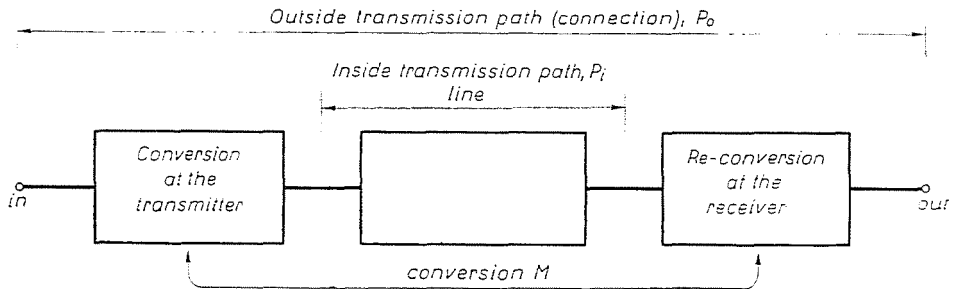 Outside transmission path (connection), Po
Inside transmission path, Pi
line
Conversion
at the
transmitter
Re-conversion
at the
receiver
in
out
conversion M